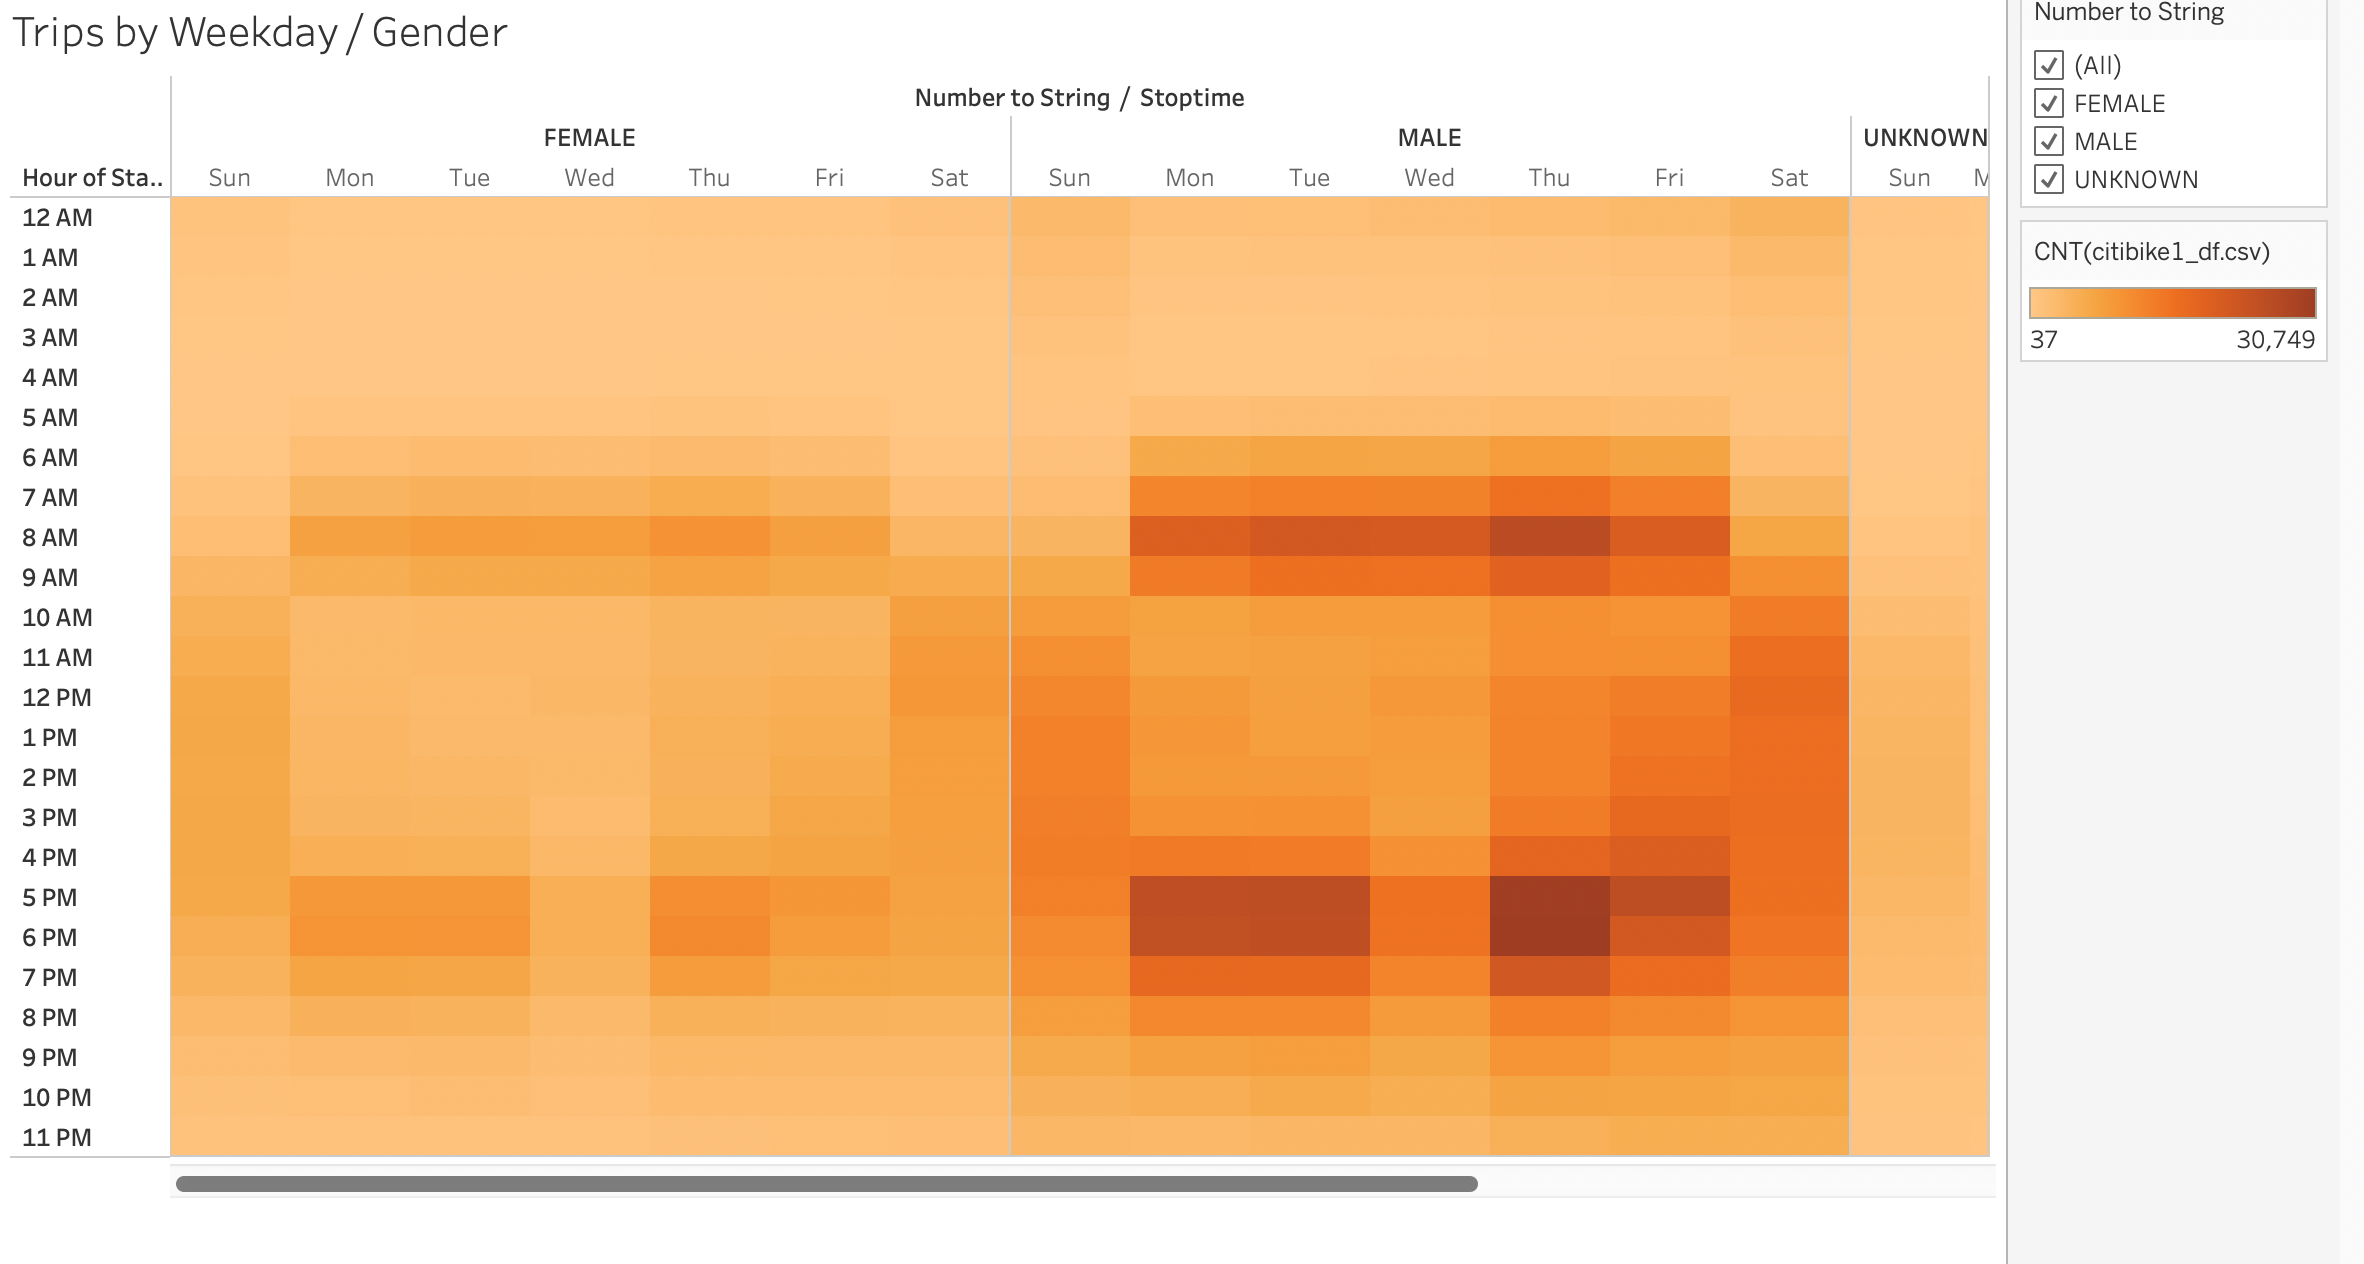 Trips by Weekday / Gender
Number to String / Stoptime
FEMALE MALE UNKNOWN
Hour of Sta.. Sun Mon Tue Wed Thu Fri Sat Sun Mon Tue Wed Thu Fri Sat Sun M
12 AM
1 AM
2 AM
3 AM
4 AM
5 AM
6 AM
7 AM
8 AM
9 AM
10 AM
11 AM
12 PM
1 PM
2 PM
3 PM
4 PM
5 PM
6 PM
7 PM
8 PM
9 PM
10 PM
11 PM
Number to String
(All)
FEMALE
MALE
UNKNOWN
CNT(citibike1_df.csv)
37 30,749